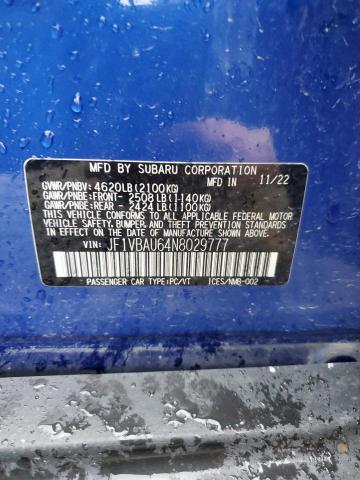 MFD. BY SUBARU CORPORATION
MFD. IN 11/22
GVWR/PNBV: 4620LB(2100KG)
GAWR/PNBE:FRONT- 2508LB(1140KG)
GAWR/PNBE:REAR - 2424LB(1100KG)
THIS VEHICLE CONFORMS TO ALL APPLICABLE FEDERAL
MOTOR VEHICLE SAFETY, BUMPER, AND THEFT PREVENTION STANDARDS
IN EFFECT ON THE DATE OF MANUFACTURE SHOWN ABOVE.
VIN: JF1VBAU64N8029777
PASSENGER CAR TYPE:PC/VT ICES/NMB-002